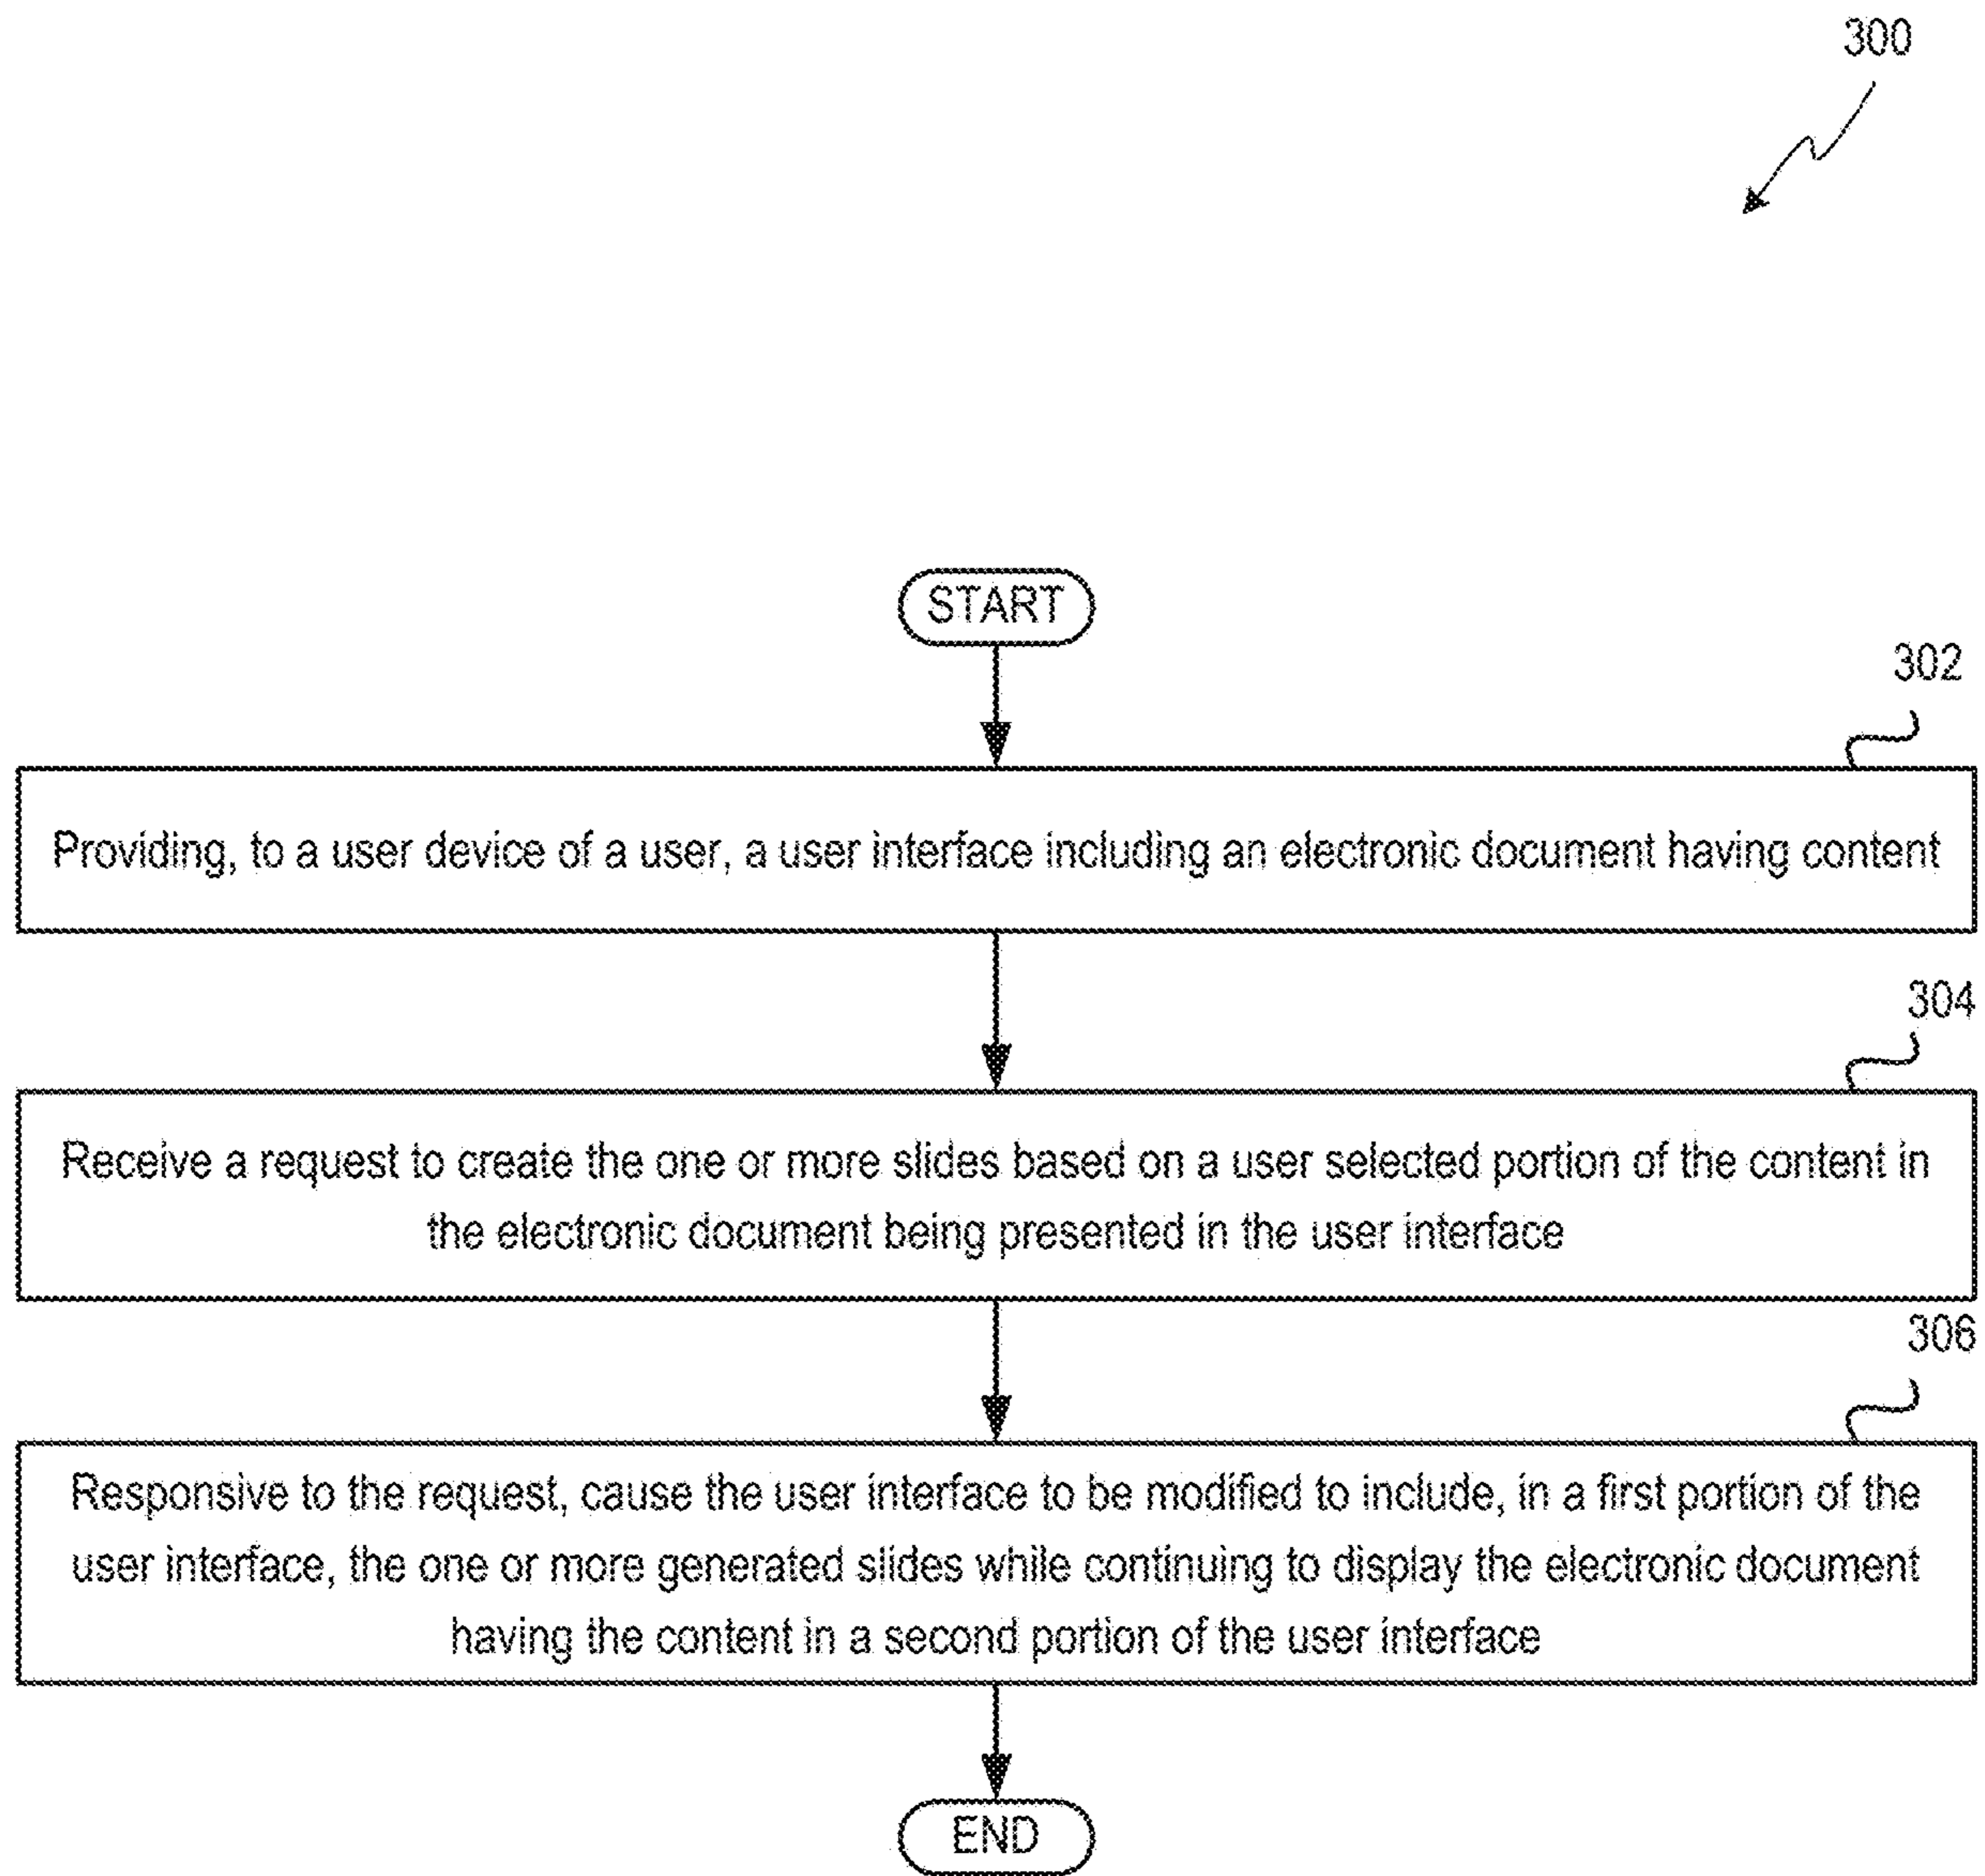 300
START
302
Providing, to a user device of a user, a user interface including an electronic document having content
304
Receive a request to create the one or more slides based on a user selected portion of the content in
the electronic document being presented in the user interface
306
Responsive to the request, cause the user interface to be modified to include, in a first portion of the
user interface, the one or more generated slides while continuing to display the electronic document
having the content in a second portion of the user interface
END